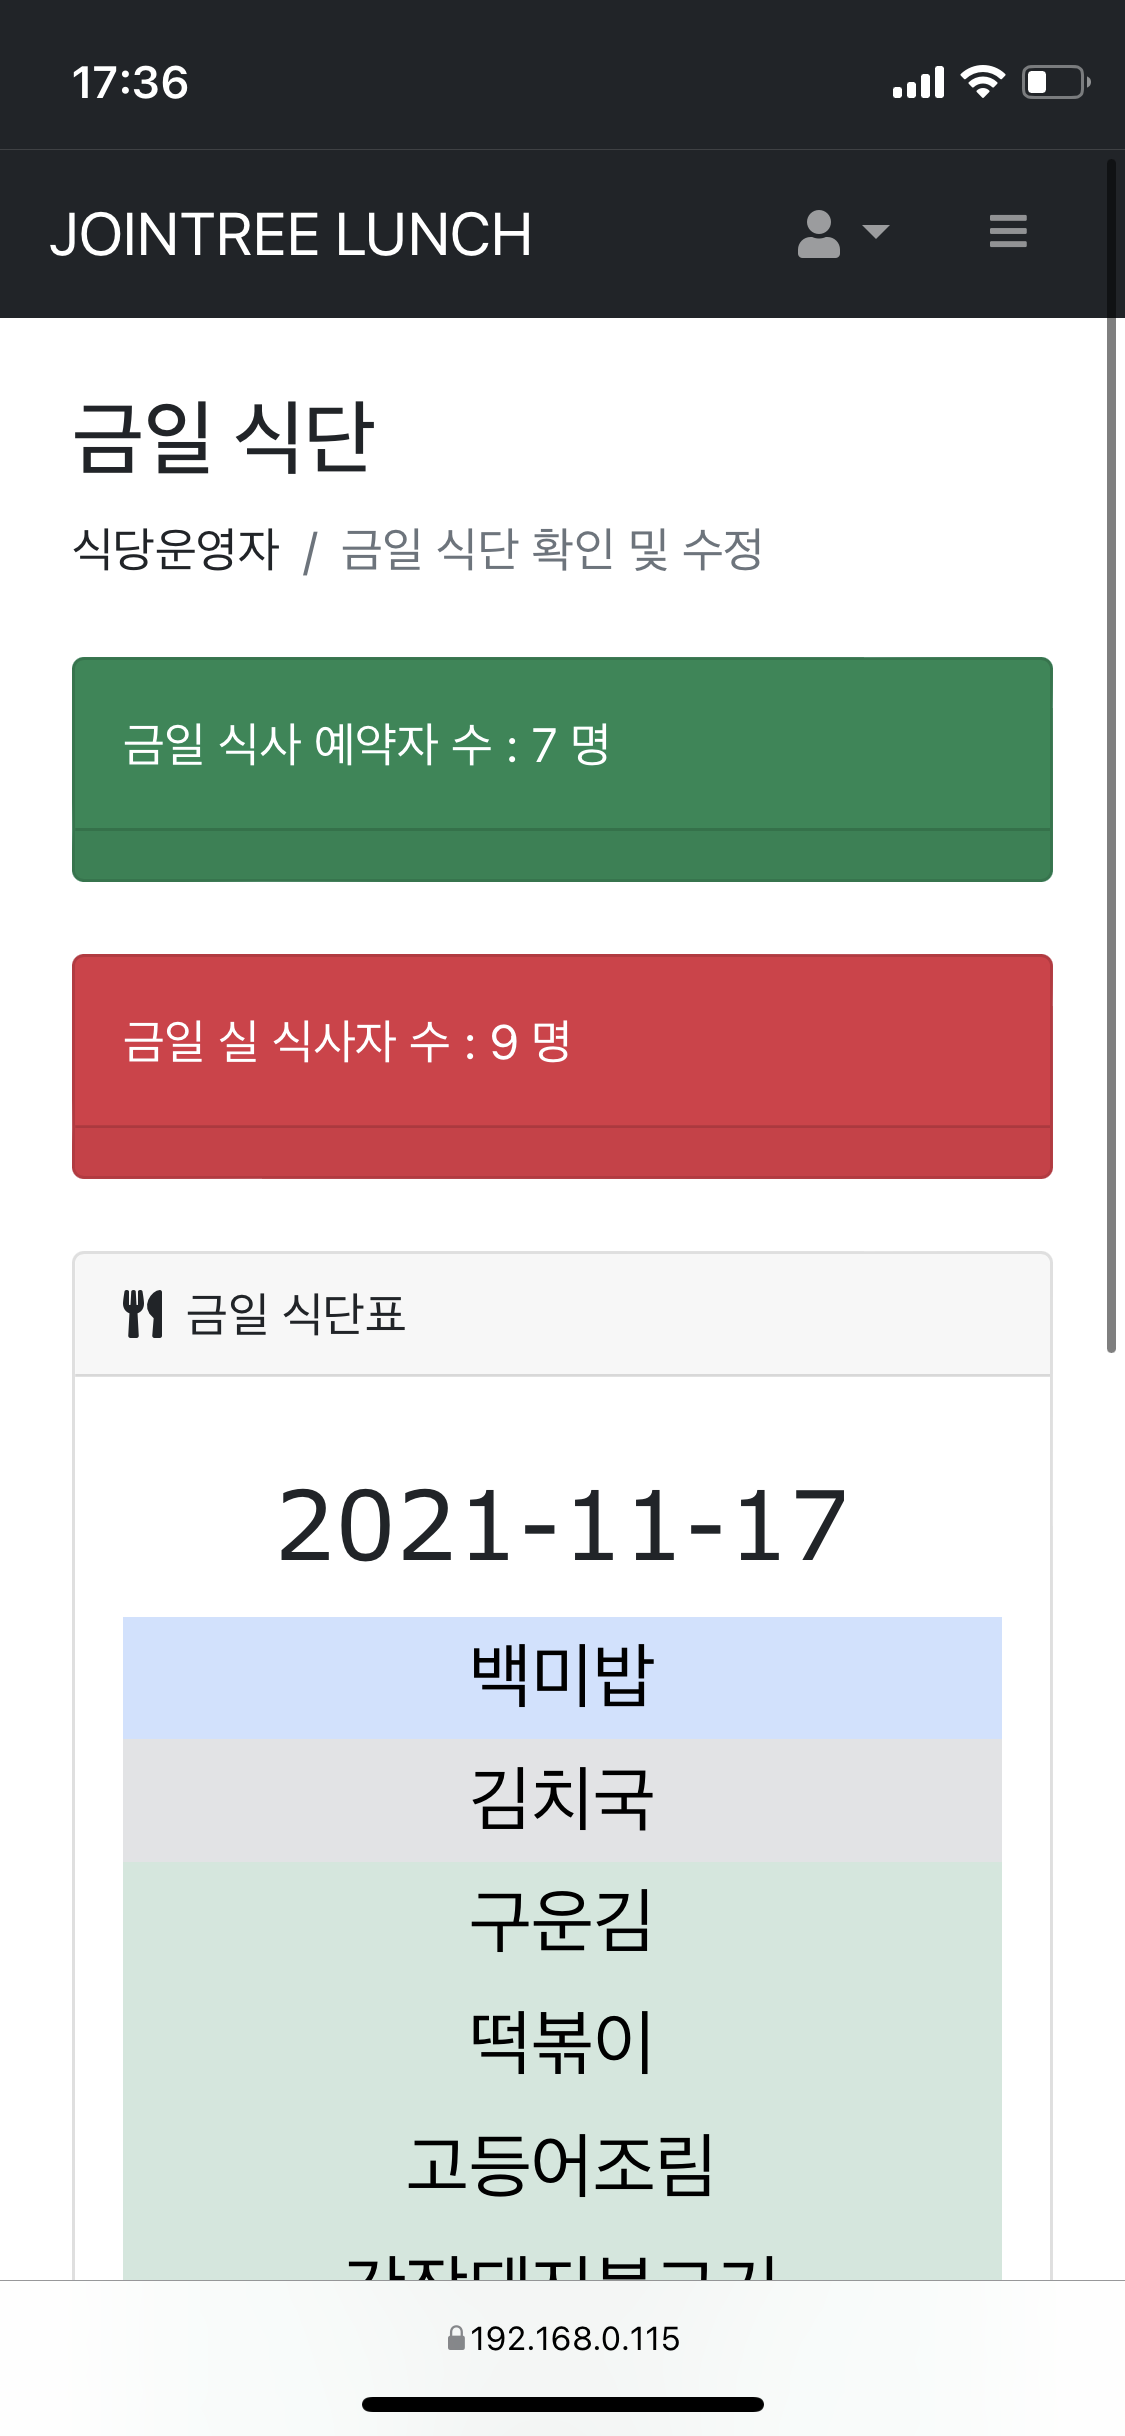 17:36
JOINTREE LUNCH
금일 식단
식당운영자 / 금일 식단 확인 및 수정
금일 식사 예약자 수 : 7 명
금일 실 식사자 수 : 9 명
금일 식단표
2021-11-17
백미밥
김치국
구운김
떡볶이
고등어조림
192.168.0.115